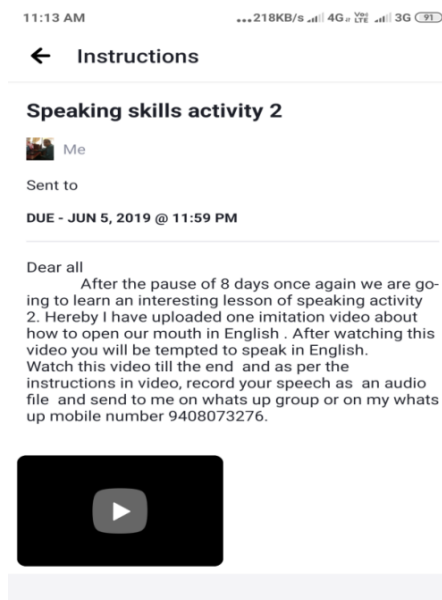 11:13 AM ...218KB/s 4G Vo LTE 3G 91
Instructions
Speaking skills activity 2
Me
Sent to
DUE - JUN 5, 2019 @ 11:59 PM
Dear all
After the pause of 8 days once again we are go-
ing to learn an interesting lesson of speaking activity
2. Hereby I have uploaded one imitation video about
how to open our mouth in English . After watching this
video you will be tempted to speak in English.
Watch this video till the end and as per the
instructions in video, record your speech as an audio
file and send to me on whats up group or on my whats
up mobile number 9408073276.